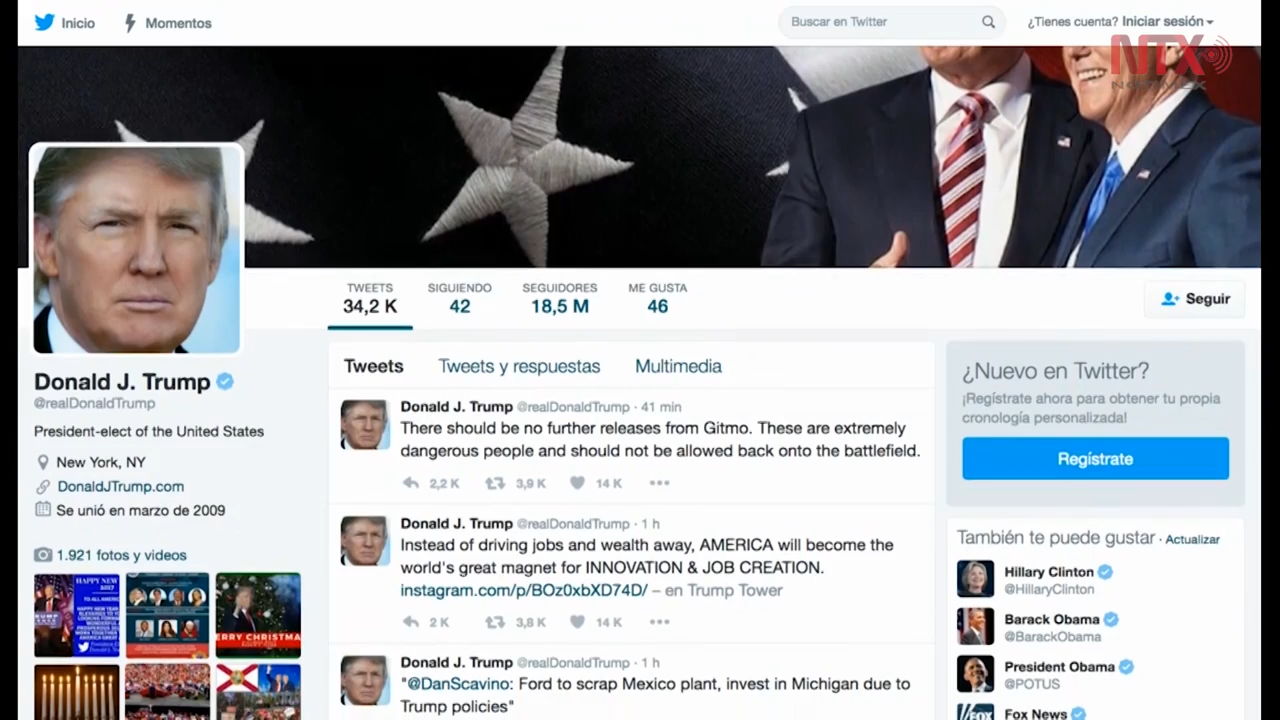 Inicio
Momentos
Buscar en Twitter
¿Tienes cuenta? Iniciar sesión
NTX
TWEETS
34,2 K
SIGUIENDO
42
SEGUIDORES
18,5 M
ME GUSTA
46
Seguir
Donald J. Trump
@realDonaldTrump
President-elect of the United States
New York, NY
DonaldJTrump.com
Se unió en marzo de 2009
1.921 fotos y videos
HAPPY NEW
2017
ERRY CHRISTMA
Tweets
Tweets y respuestas
Multimedia
Donald J. Trump @realDonaldTrump · 41 min
There should be no further releases from Gitmo. These are extremely
dangerous people and should not be allowed back onto the battlefield.
2,2 K
3,9 K
14 K
Donald J. Trump @realDonaldTrump · 1 h
Instead of driving jobs and wealth away, AMERICA will become the
world's great magnet for INNOVATION & JOB CREATION.
instagram.com/p/BOz0xbXD74D/ – en Trump Tower
2 K
3,8 K
14 K
Donald J. Trump @realDonaldTrump · 1 h
"@DanScavino: Ford to scrap Mexico plant, invest in Michigan due to
Trump policies"
¿Nuevo en Twitter?
¡Regístrate ahora para obtener tu propia
cronología personalizada!
Regístrate
También te puede gustar · Actualizar
Hillary Clinton
@HillaryClinton
Barack Obama
@BarackObama
President Obama
@POTUS
FOX
Fox News